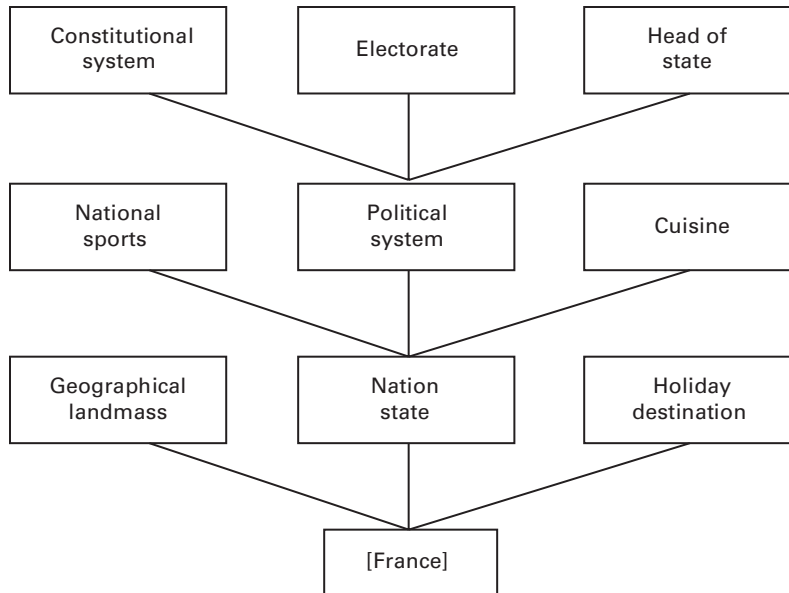 Constitutional
system
Electorate
Head of
state
National
sports
Political
system
Cuisine
Geographical
landmass
Nation
state
Holiday
destination
[France]